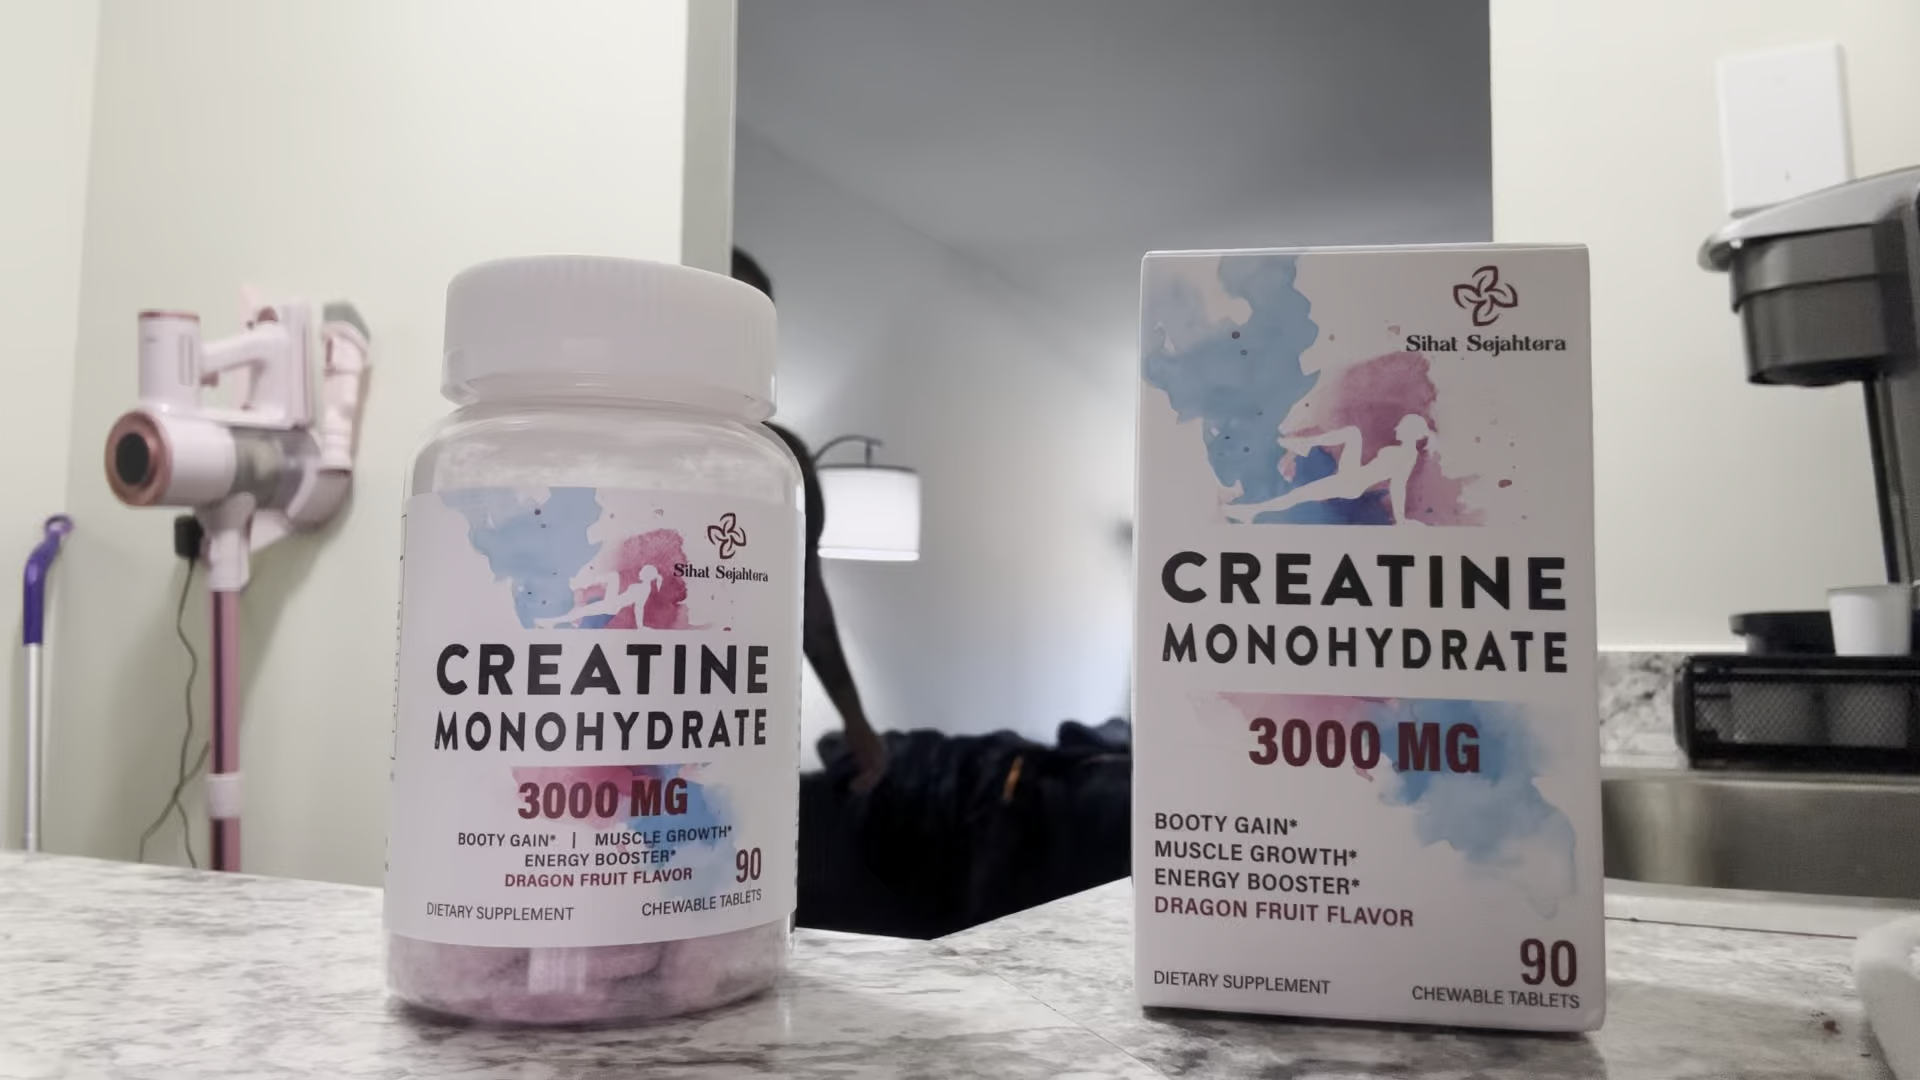 Sihat Sejahtera
CREATINE
MONOHYDRATE
3000 MG
BOOTY GAIN* | MUSCLE GROWTH*
ENERGY BOOSTER*
DRAGON FRUIT FLAVOR
90
DIETARY SUPPLEMENT
CHEWABLE TABLETS
Sihat Sejahtera
CREATINE
MONOHYDRATE
3000 MG
BOOTY GAIN*
MUSCLE GROWTH*
ENERGY BOOSTER*
DRAGON FRUIT FLAVOR
90
DIETARY SUPPLEMENT
CHEWABLE TABLETS